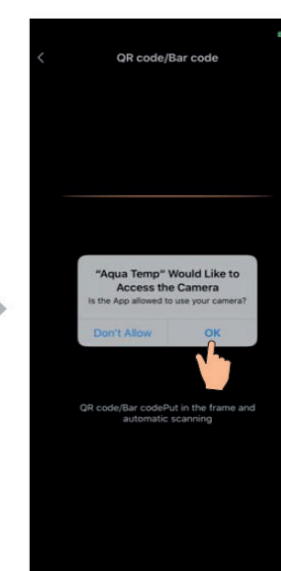 QR code/Bar code
“Aqua Temp” Would Like to
Access the Camera
Is the App allowed to use your camera?
Don't Allow
OK
QR code/Bar codePut in the frame and
automatic scanning